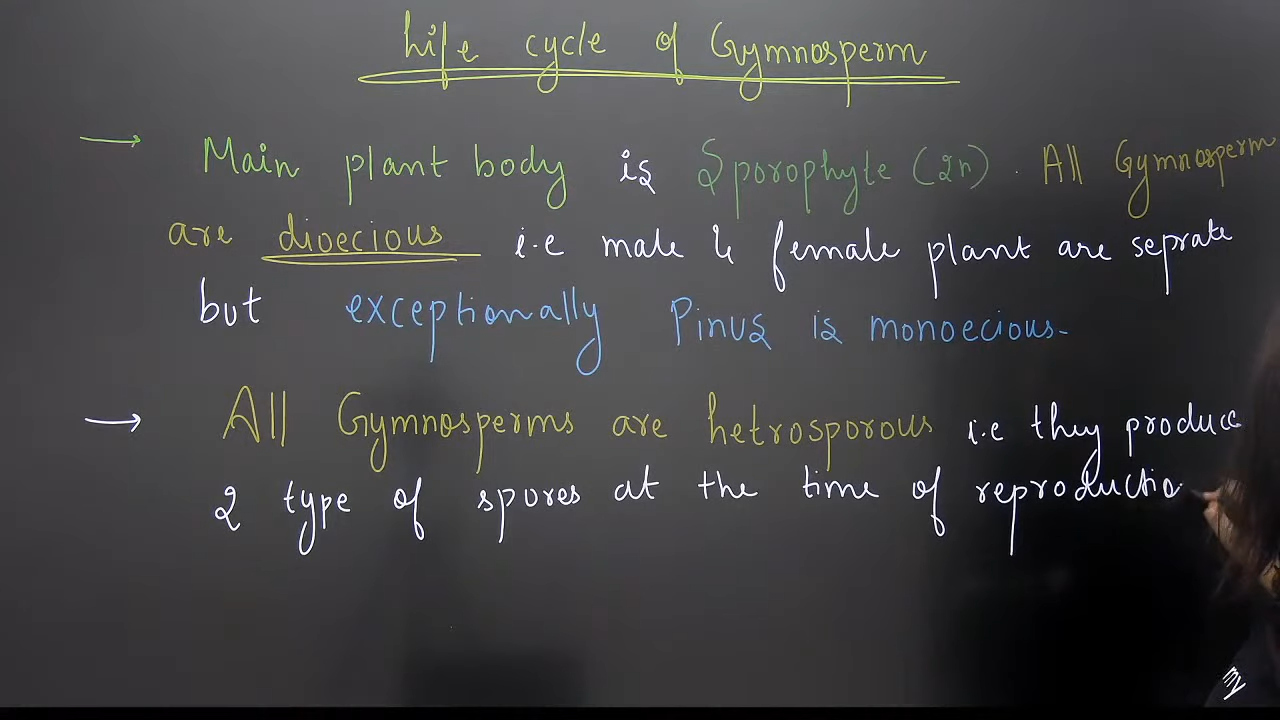 Life cycle of Gymnosperm
→ Main plant body is Sporophyte (2n). All Gymnosperm
are dioecious i.e male & female plant are seprate
but exceptionally Pinus is monoecious.
→ All Gymnosperms are hetrosporous i.e they produce
2 type of spores at the time of reproductio